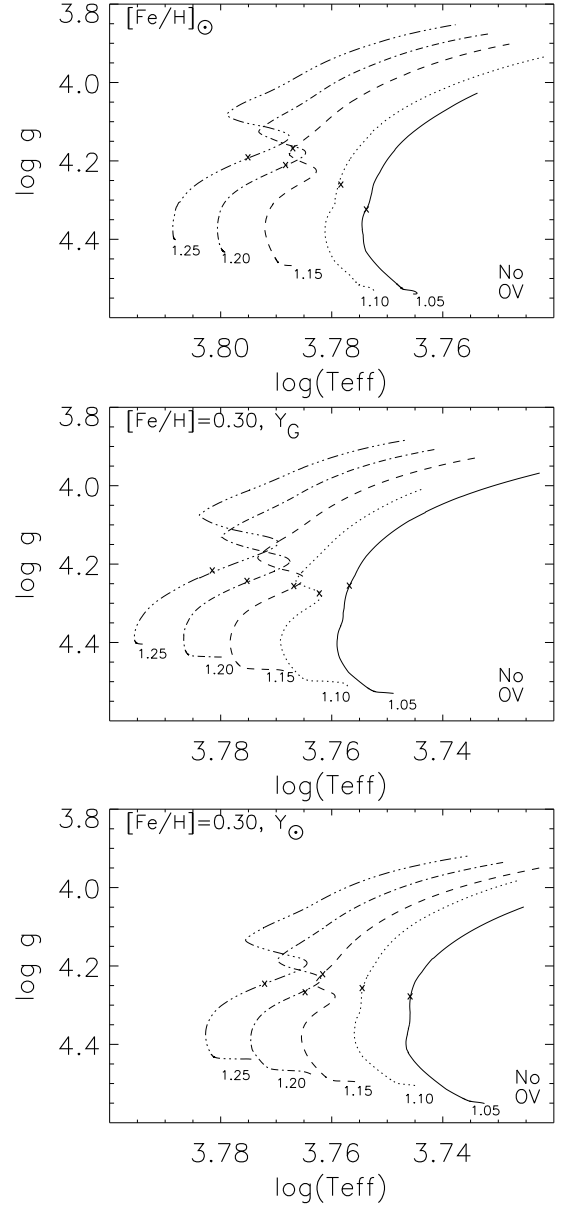 [Fe/H]☉
3.8
4.0
4.2
4.4
log g
1.25
1.20
1.15
1.10
1.05
No
OV
3.80 3.78 3.76
log(Teff)
[Fe/H]=0.30, Y_G
3.8
4.0
4.2
4.4
log g
1.25
1.20
1.15
1.10
1.05
No
OV
3.78 3.76 3.74
log(Teff)
[Fe/H]=0.30, Y☉
3.8
4.0
4.2
4.4
log g
1.25
1.20
1.15
1.10
1.05
No
OV
3.78 3.76 3.74
log(Teff)